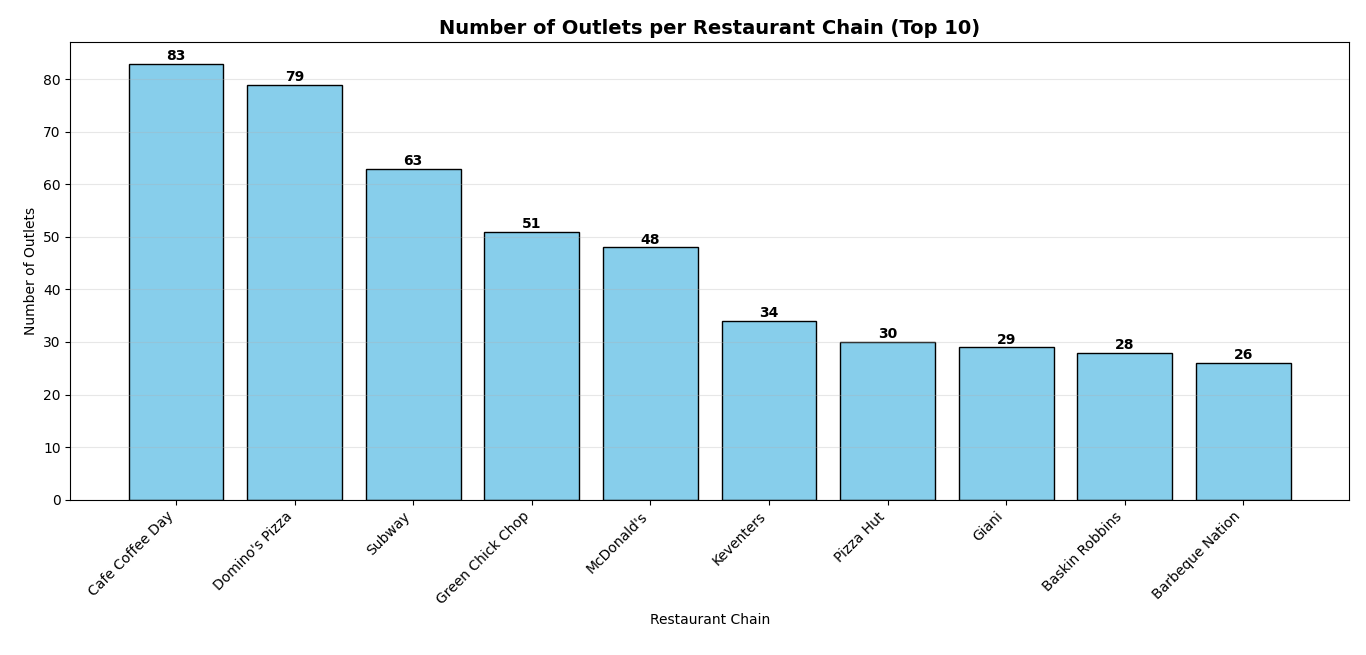 Number of Outlets per Restaurant Chain (Top 10)
Number of Outlets
80
70
60
50
40
30
20
10
0
83
79
63
51
48
34
30
29
28
26
Cafe Coffee Day
Domino's Pizza
Subway
Green Chick Chop
McDonald's
Keventers
Pizza Hut
Giani
Baskin Robbins
Barbeque Nation
Restaurant Chain